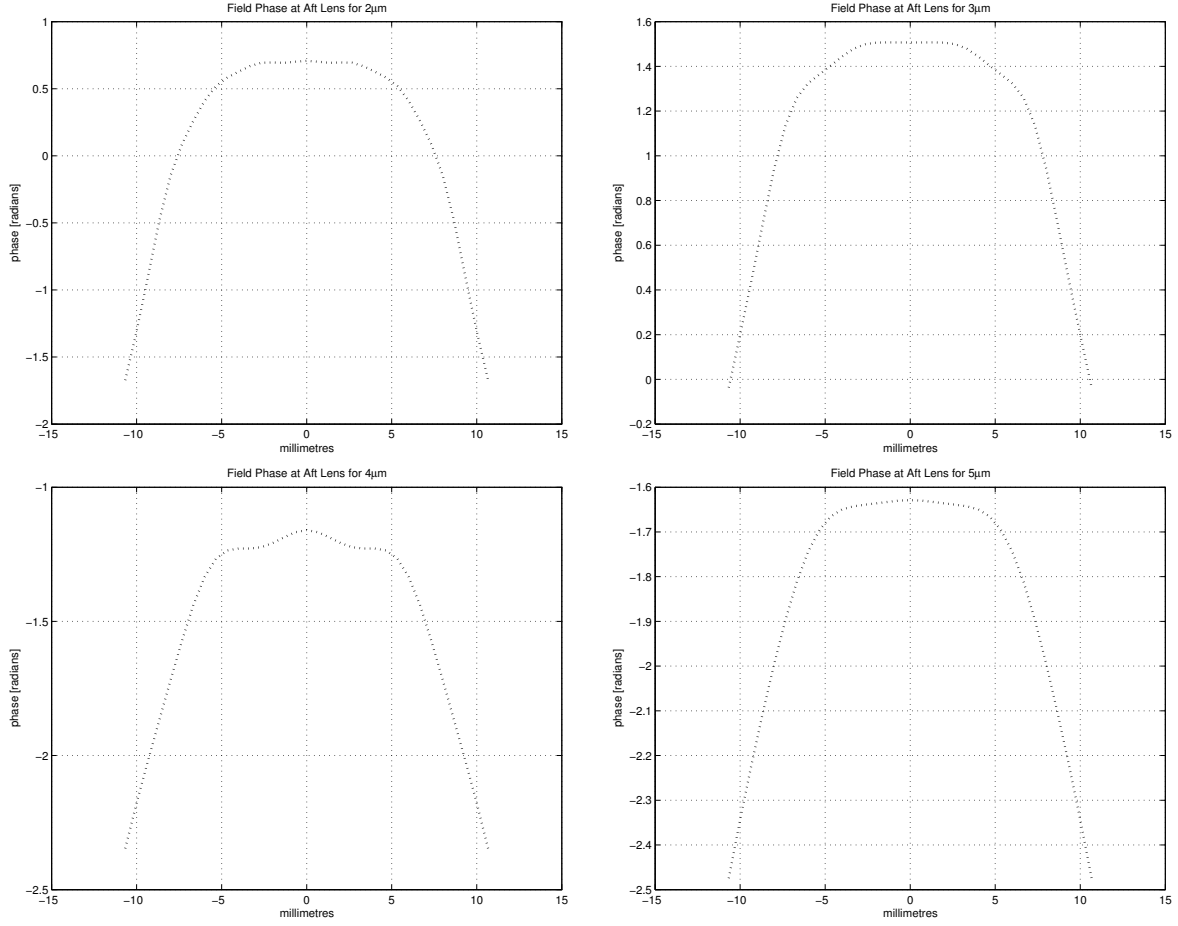 Field Phase at Aft Lens for 2μm
1
0.5
0
−0.5
−1
−1.5
−2
phase [radians]
−15 −10 −5 0 5 10 15
millimetres
Field Phase at Aft Lens for 3μm
1.6
1.4
1.2
1
0.8
0.6
0.4
0.2
0
−0.2
phase [radians]
−15 −10 −5 0 5 10 15
millimetres
Field Phase at Aft Lens for 4μm
−1
−1.5
−2
−2.5
phase [radians]
−15 −10 −5 0 5 10 15
millimetres
Field Phase at Aft Lens for 5μm
−1.6
−1.7
−1.8
−1.9
−2
−2.1
−2.2
−2.3
−2.4
−2.5
phase [radians]
−15 −10 −5 0 5 10 15
millimetres